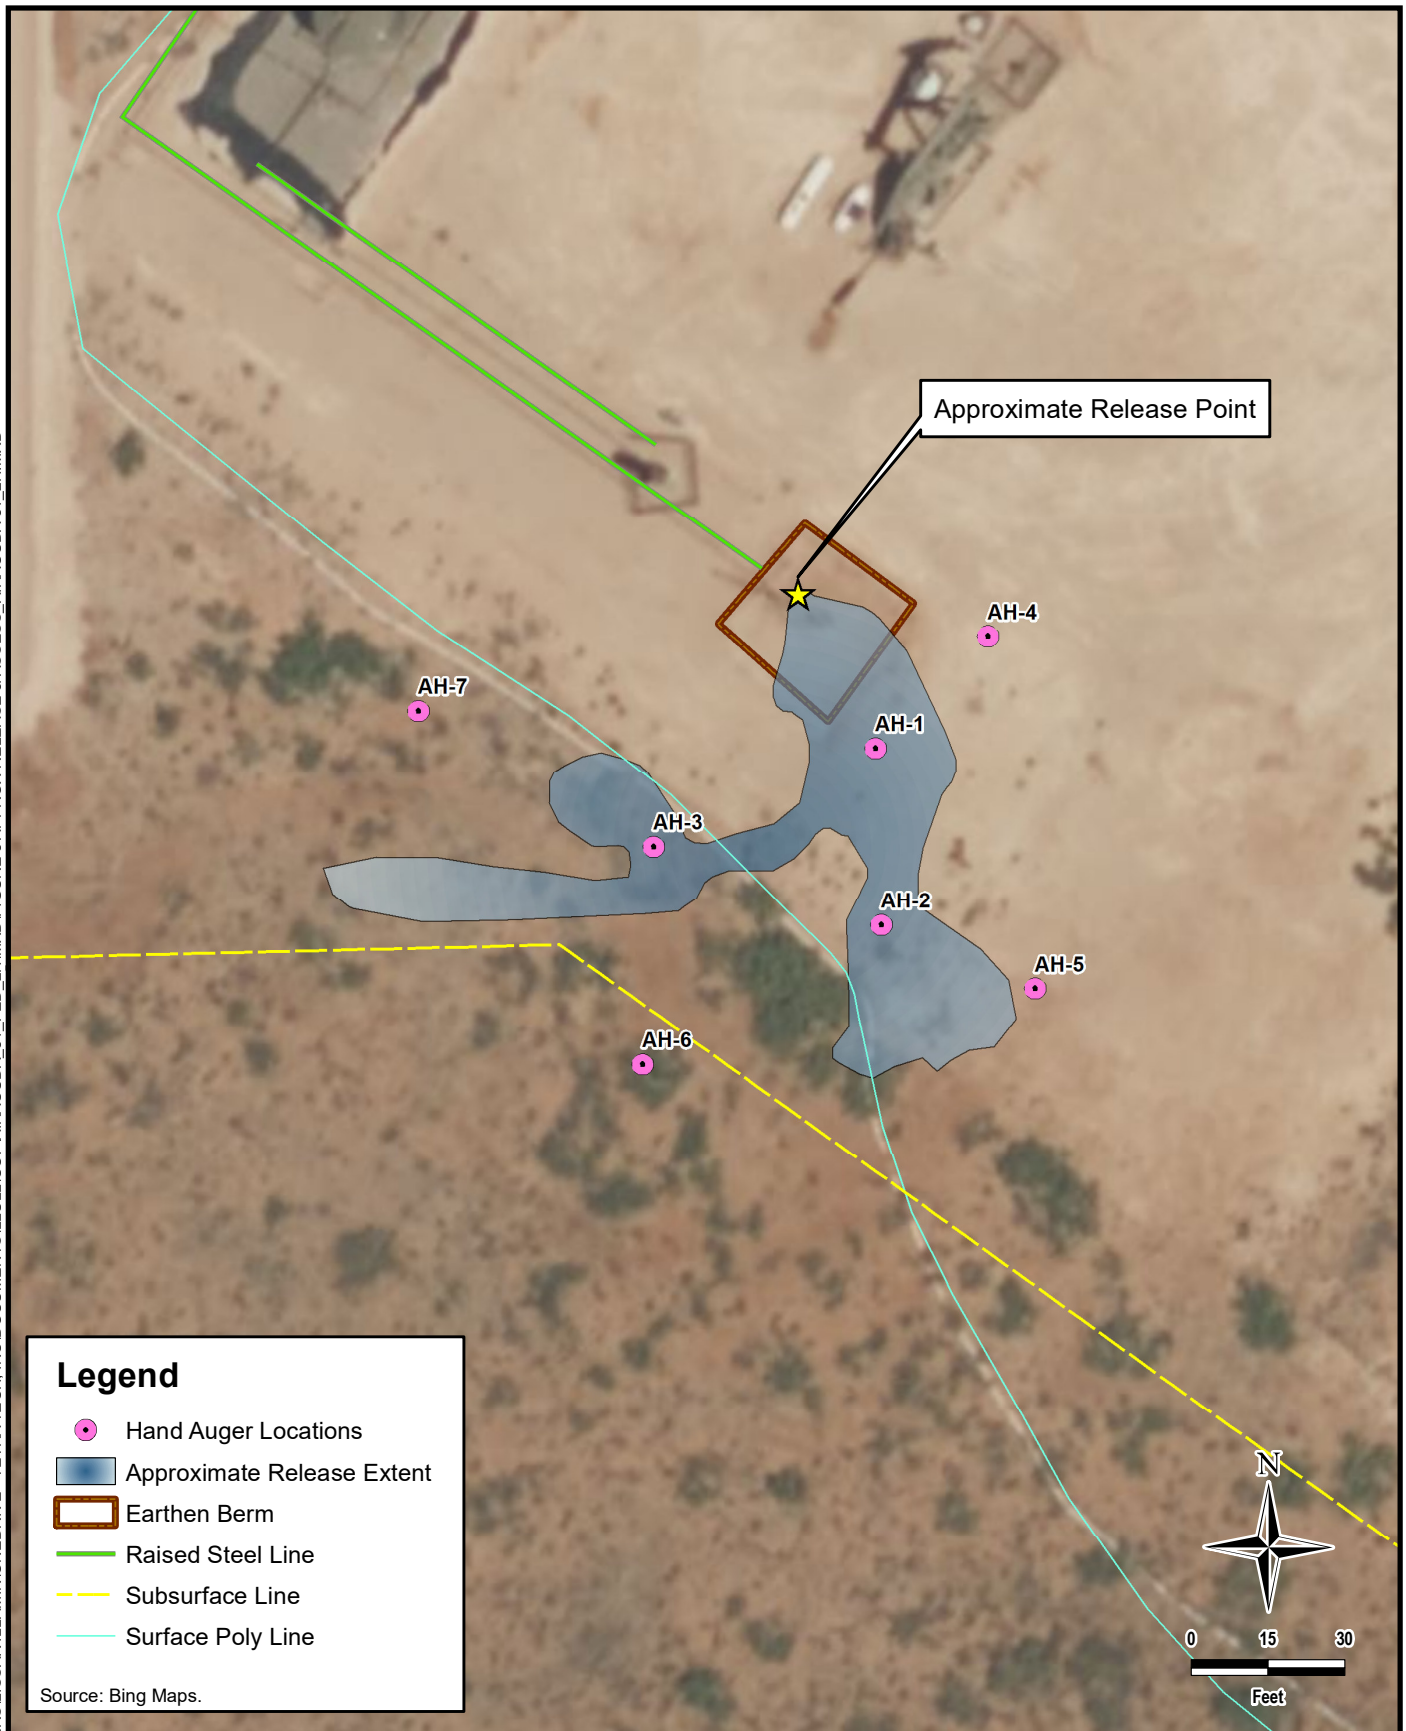 Approximate Release Point
AH-4
AH-7
AH-1
AH-3
AH-2
AH-5
AH-6
Legend
Hand Auger Locations
Approximate Release Extent
Earthen Berm
Raised Steel Line
Subsurface Line
Surface Poly Line
Source: Bing Maps.
N
0 15 30
Feet